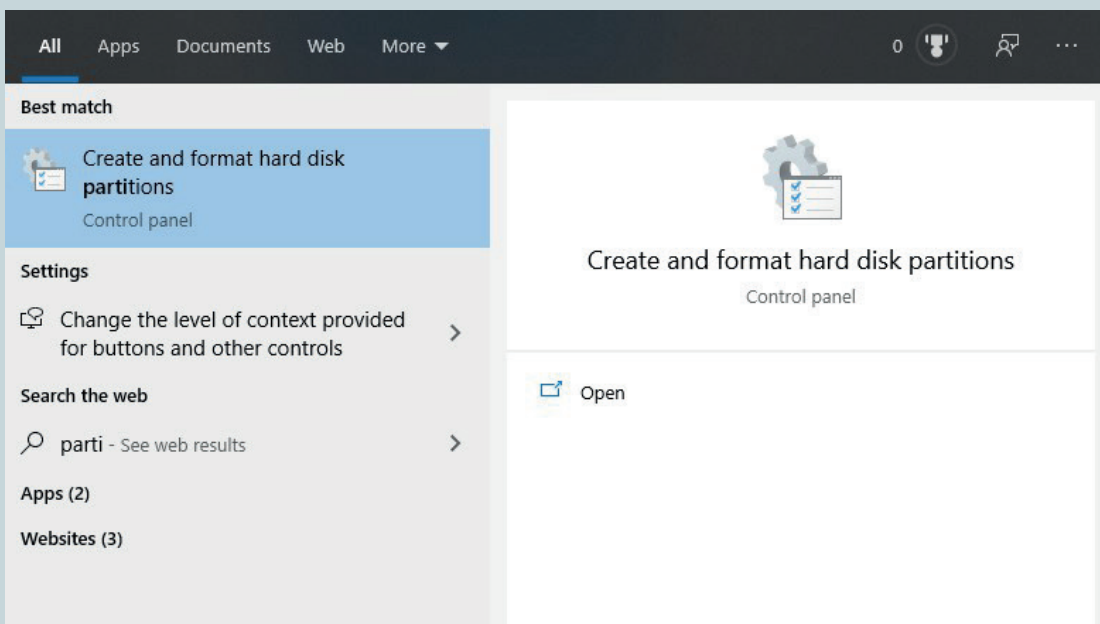 All Apps Documents Web More 0 ...
Best match
Create and format hard disk
partitions
Control panel
Settings
Change the level of context provided
for buttons and other controls
Search the web
parti - See web results
Apps (2)
Websites (3)
Create and format hard disk partitions
Control panel
Open